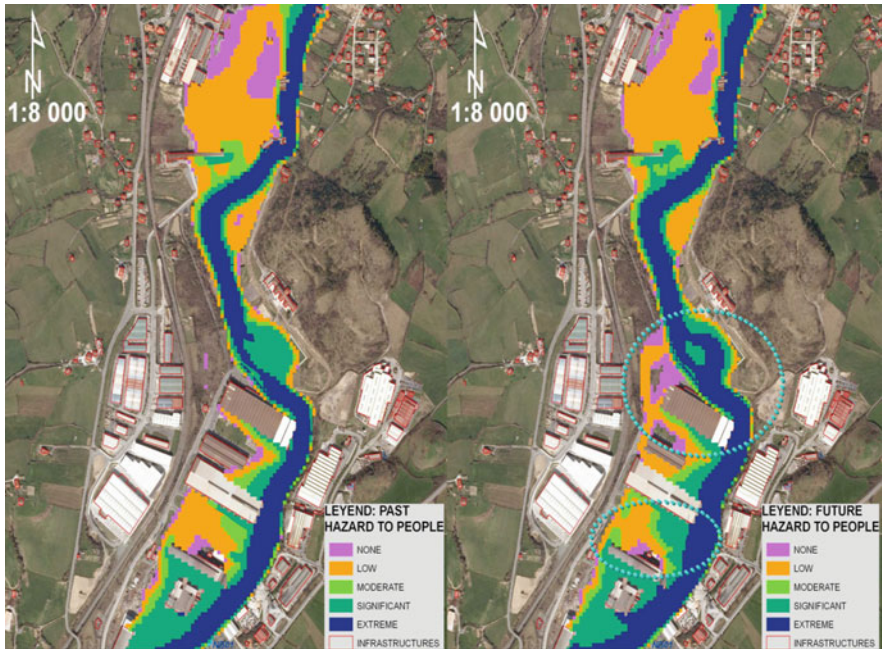 N
1:8 000
LEYEND: PAST
HAZARD TO PEOPLE
NONE
LOW
MODERATE
SIGNIFICANT
EXTREME
INFRASTRUCTURES
N
1:8 000
LEYEND: FUTURE
HAZARD TO PEOPLE
NONE
LOW
MODERATE
SIGNIFICANT
EXTREME
INFRASTRUCTURES